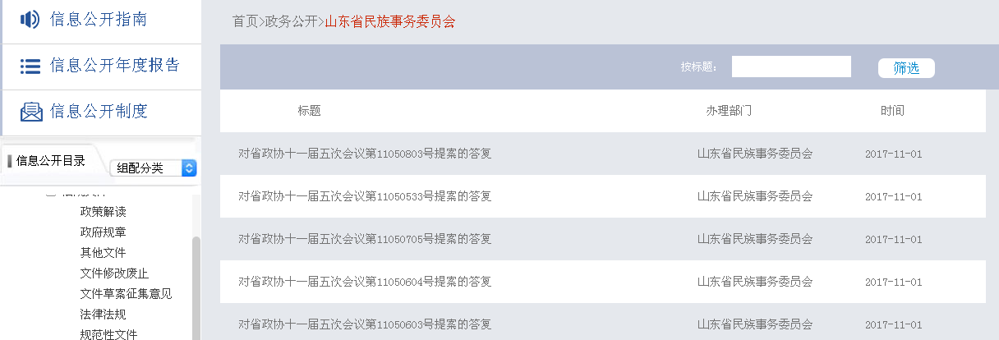 信息公开指南
信息公开年度报告
信息公开制度
信息公开目录
组配分类
政策解读
政府规章
其他文件
文件修改废止
文件草案征集意见
法律法规
规范性文件
首页>政务公开>山东省民族事务委员会
按标题： 筛选
标题 办理部门 时间
对省政协十一届五次会议第11050803号提案的答复 山东省民族事务委员会 2017-11-01
对省政协十一届五次会议第11050533号提案的答复 山东省民族事务委员会 2017-11-01
对省政协十一届五次会议第11050705号提案的答复 山东省民族事务委员会 2017-11-01
对省政协十一届五次会议第11050604号提案的答复 山东省民族事务委员会 2017-11-01
对省政协十一届五次会议第11050603号提案的答复 山东省民族事务委员会 2017-11-01